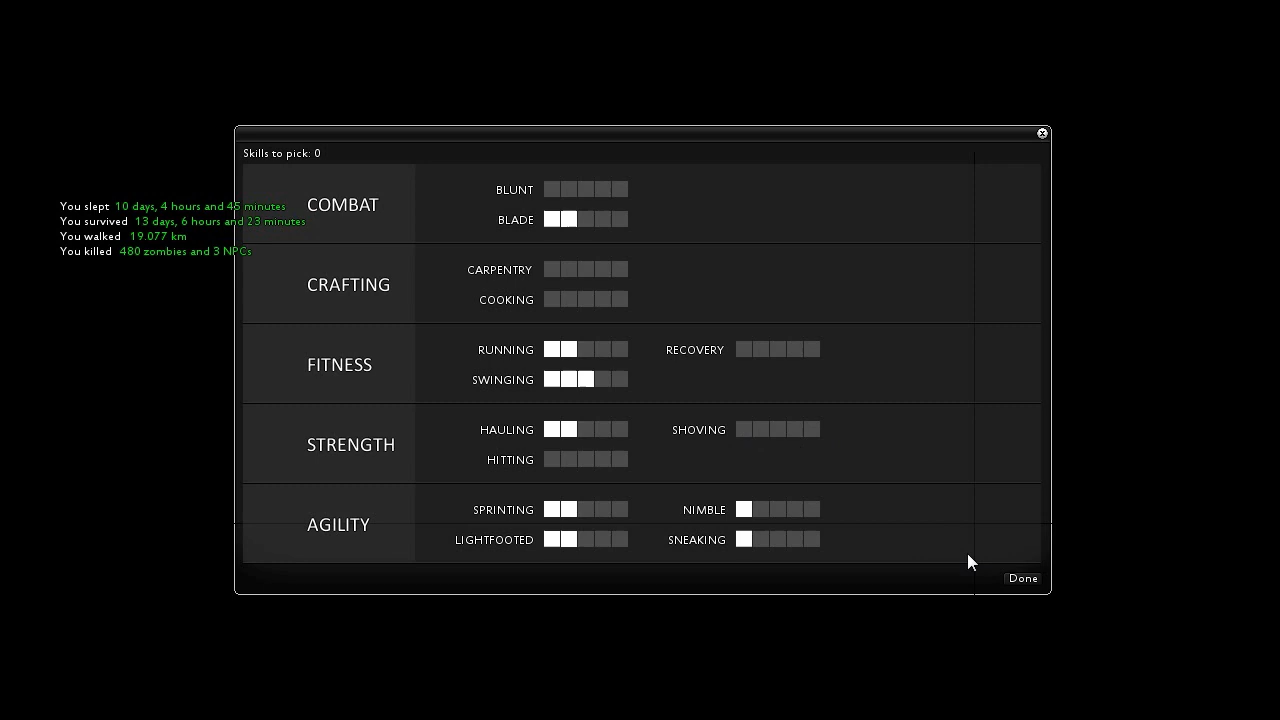 Skills to pick: 0
You slept 10 days, 4 hours and 45 minutes
You survived 13 days, 6 hours and 23 minutes
You walked 19.077 km
You killed 480 zombies and 3 NPCs
COMBAT
BLUNT
BLADE
CRAFTING
CARPENTRY
COOKING
FITNESS
RUNNING RECOVERY
SWINGING
STRENGTH
HAULING SHOVING
HITTING
AGILITY
SPRINTING NIMBLE
LIGHTFOOTED SNEAKING
Done